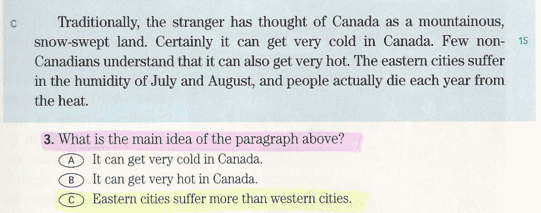 C
Traditionally, the stranger has thought of Canada as a mountainous,
snow-swept land. Certainly it can get very cold in Canada. Few non- 15
Canadians understand that it can also get very hot. The eastern cities suffer
in the humidity of July and August, and people actually die each year from
the heat.
3. What is the main idea of the paragraph above?
A It can get very cold in Canada.
B It can get very hot in Canada.
C Eastern cities suffer more than western cities.